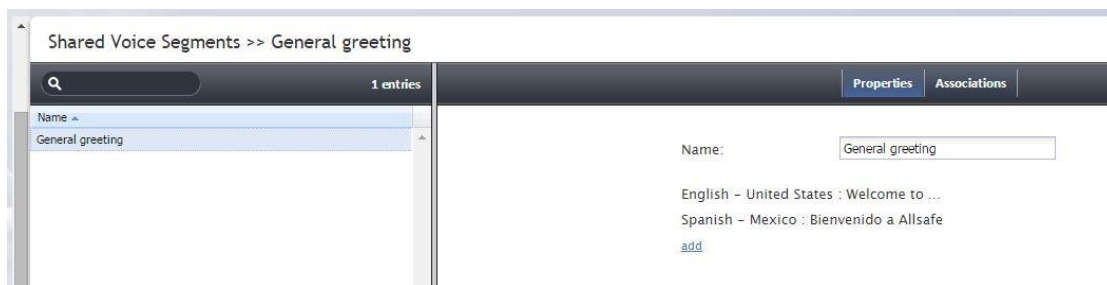 Shared Voice Segments >> General greeting
1 entries
Properties Associations
Name
General greeting
Name: General greeting
English – United States : Welcome to ...
Spanish – Mexico : Bienvenido a Allsafe
add